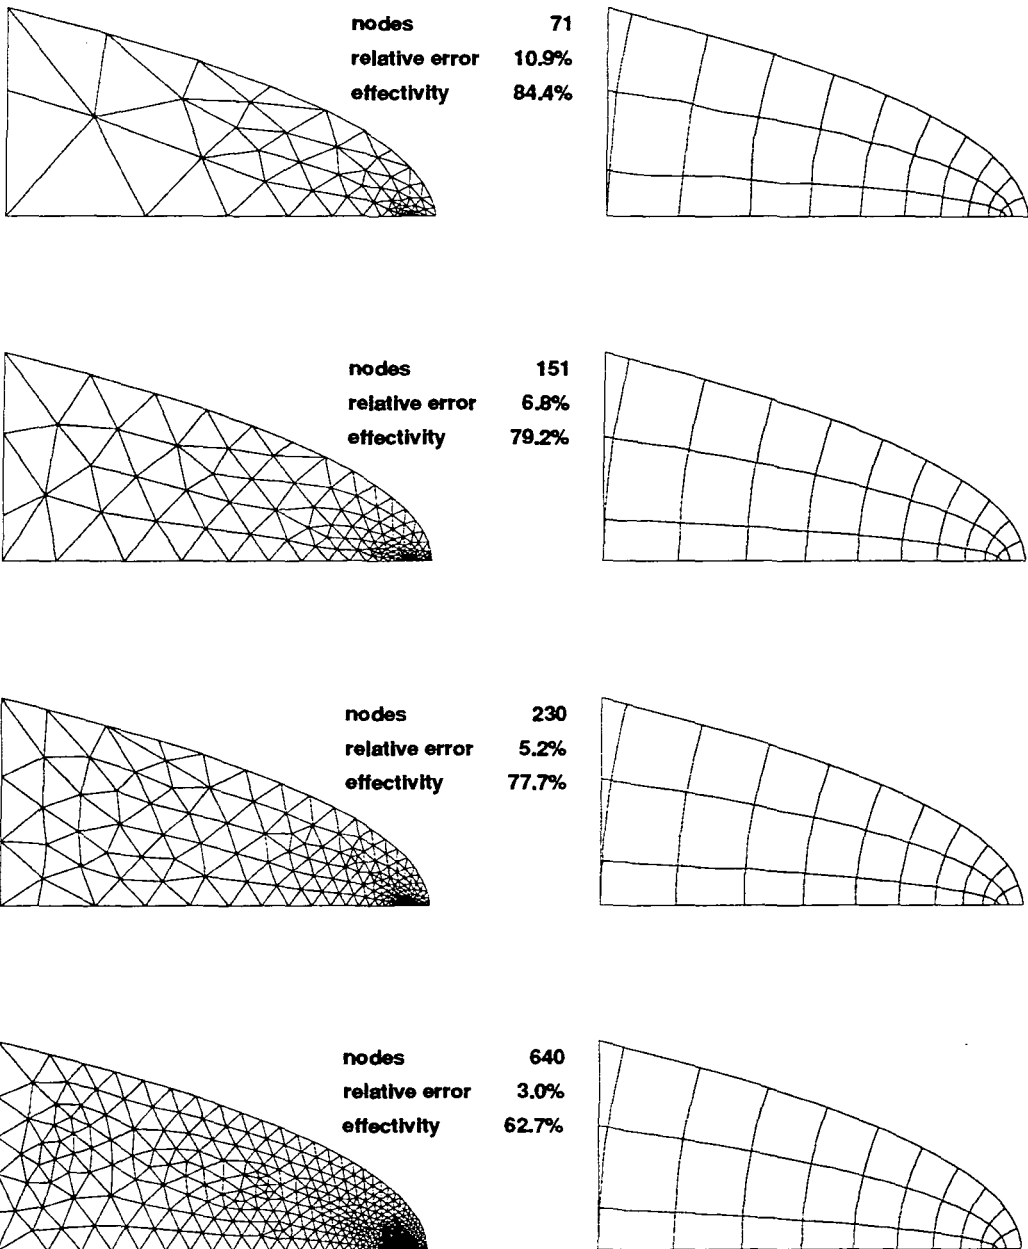 nodes 71
relative error 10.9%
effectivity 84.4%
nodes 151
relative error 6.8%
effectivity 79.2%
nodes 230
relative error 5.2%
effectivity 77.7%
nodes 640
relative error 3.0%
effectivity 62.7%